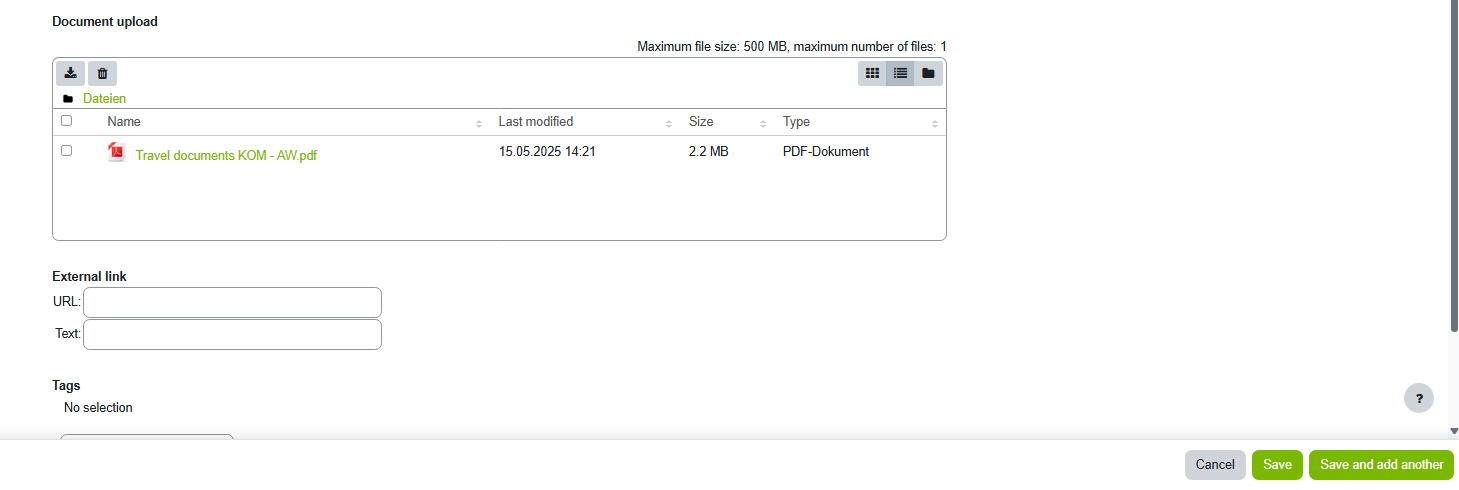 Document upload
Maximum file size: 500 MB, maximum number of files: 1
Dateien
Name Last modified Size Type
Travel documents KOM - AW.pdf 15.05.2025 14:21 2.2 MB PDF-Dokument
External link
URL:
Text:
Tags
No selection
?
Cancel Save Save and add another